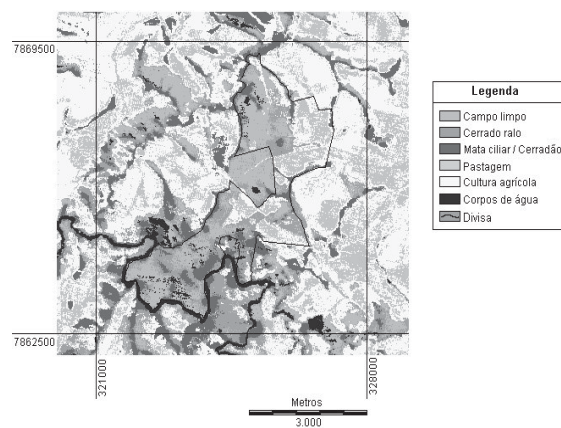 7869500
Legenda
Campo limpo
Cerrado ralo
Mata ciliar / Cerradão
Pastagem
Cultura agrícola
Corpos de água
Divisa
7862500
321000
328000
Metros
3.000